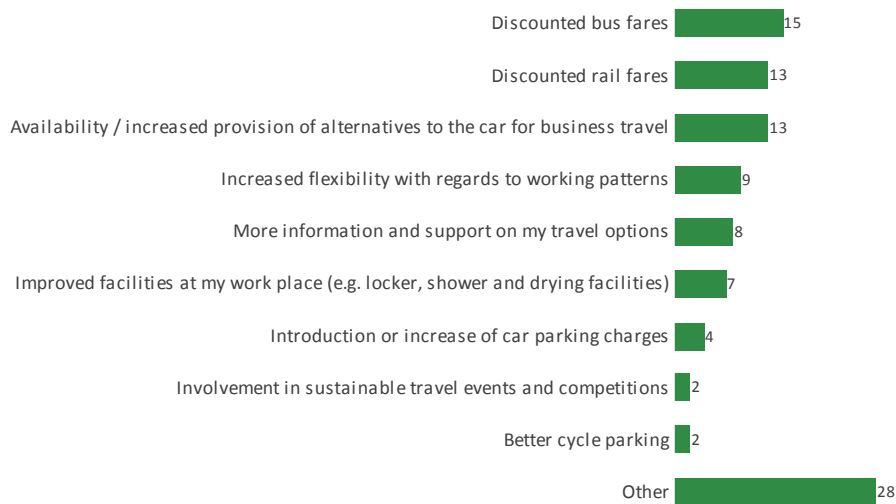 Discounted bus fares 15
Discounted rail fares 13
Availability / increased provision of alternatives to the car for business travel 13
Increased flexibility with regards to working patterns 9
More information and support on my travel options 8
Improved facilities at my work place (e.g. locker, shower and drying facilities) 7
Introduction or increase of car parking charges 4
Involvement in sustainable travel events and competitions 2
Better cycle parking 2
Other 28